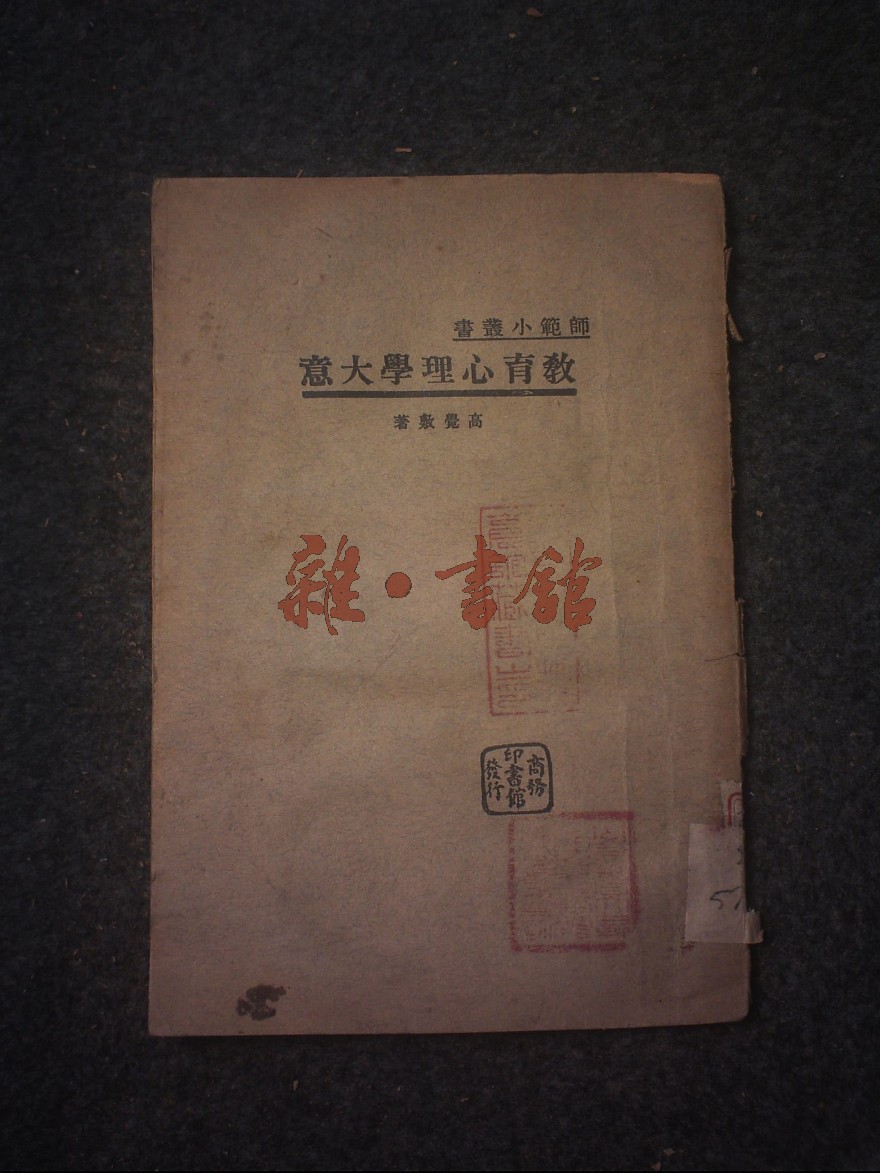 師範小叢書
教育心理學大意
高覺敷著
雜·書館
商務
印書館
發行
5